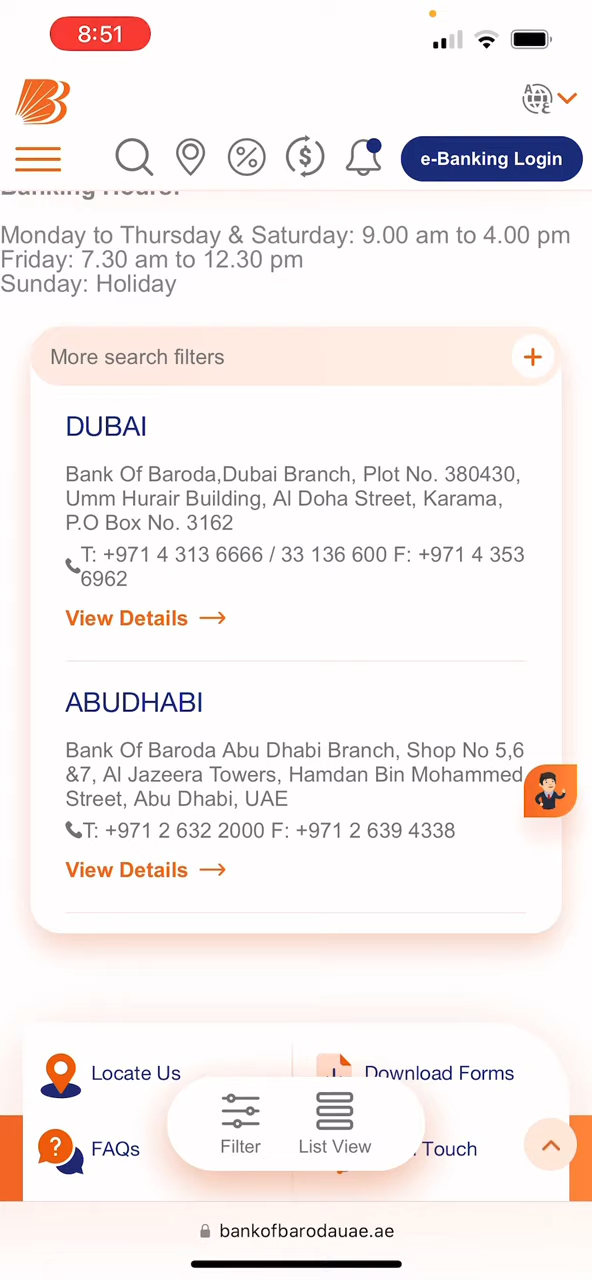 8:51
e-Banking Login
Banking Hours:
Monday to Thursday & Saturday: 9.00 am to 4.00 pm
Friday: 7.30 am to 12.30 pm
Sunday: Holiday
More search filters
DUBAI
Bank Of Baroda,Dubai Branch, Plot No. 380430,
Umm Hurair Building, Al Doha Street, Karama,
P.O Box No. 3162
T: +971 4 313 6666 / 33 136 600 F: +971 4 353
6962
View Details
ABUDHABI
Bank Of Baroda Abu Dhabi Branch, Shop No 5,6
&7, Al Jazeera Towers, Hamdan Bin Mohammed
Street, Abu Dhabi, UAE
T: +971 2 632 2000 F: +971 2 639 4338
View Details
Locate Us
Download Forms
FAQs
Touch
Filter
List View
bankofbarodauae.ae